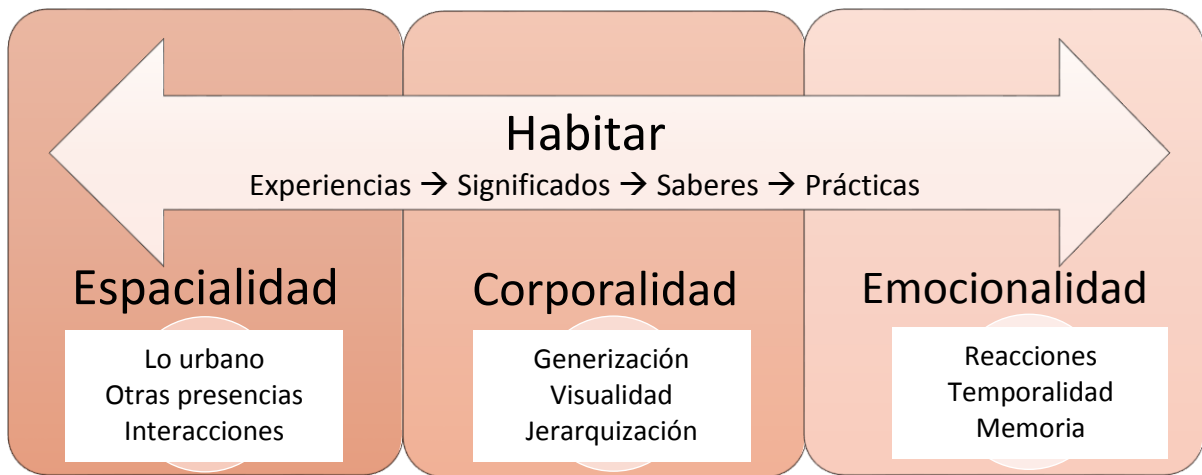 Habitar
Experiencias → Significados → Saberes → Prácticas
Espacialidad
Lo urbano
Otras presencias
Interacciones
Corporalidad
Generización
Visualidad
Jerarquización
Emocionalidad
Reacciones
Temporalidad
Memoria